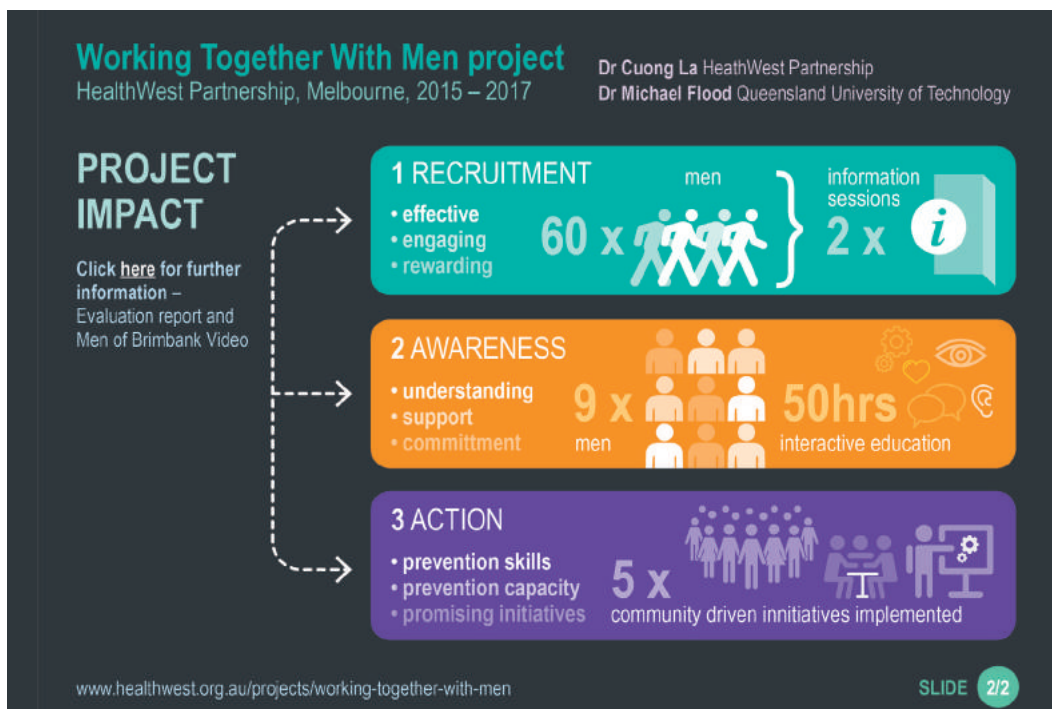 Working Together With Men project
HealthWest Partnership, Melbourne, 2015 – 2017
Dr Cuong La HeathWest Partnership
Dr Michael Flood Queensland University of Technology
PROJECT
IMPACT
Click here for further
information –
Evaluation report and
Men of Brimbank Video
1 RECRUITMENT
• effective
• engaging
• rewarding
60 x
men
information
sessions
2 x
i
2 AWARENESS
• understanding
• support
• committment
9 x
men
50hrs
interactive education
3 ACTION
• prevention skills
• prevention capacity
• promising initiatives
5 x
community driven innitiatives implemented
www.healthwest.org.au/projects/working-together-with-men
SLIDE 2/2